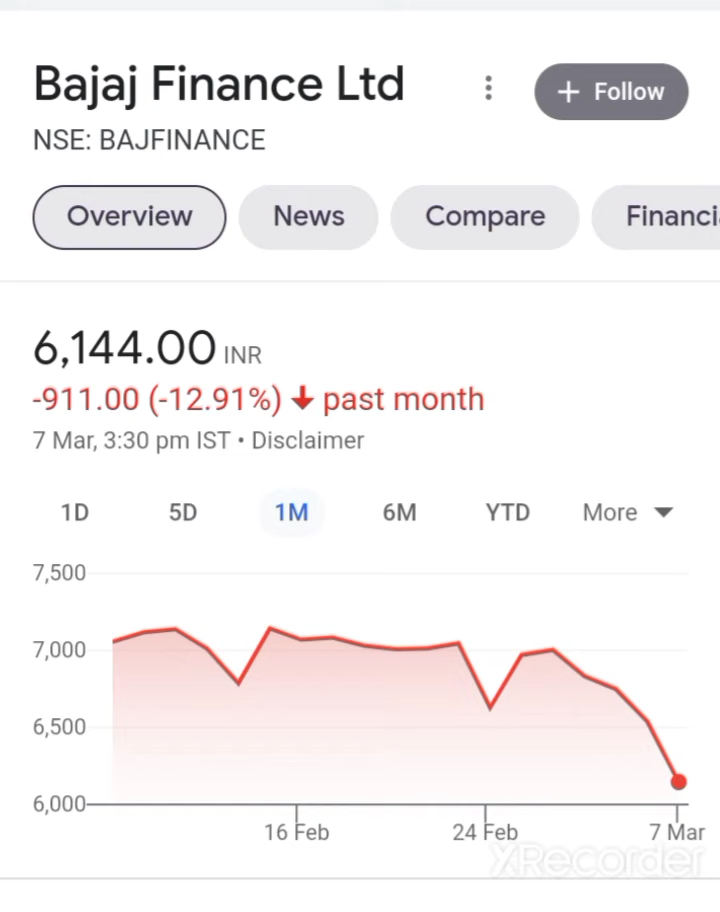 Bajaj Finance Ltd
+ Follow
NSE: BAJFINANCE
Overview News Compare Financi
6,144.00 INR
-911.00 (-12.91%) ↓ past month
7 Mar, 3:30 pm IST • Disclaimer
1D 5D 1M 6M YTD More
7,500
7,000
6,500
6,000
16 Feb 24 Feb 7 Mar
XRecorder